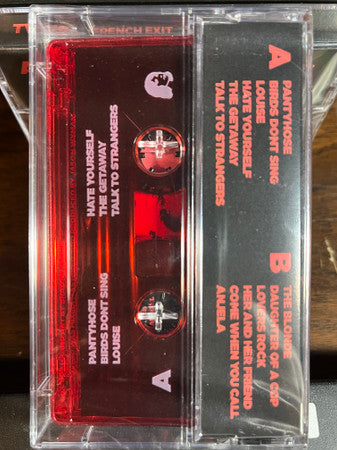 FRENCH EXIT
A
PANTYHOSE
BIRDS DONT SING
LOUISE
HATE YOURSELF
THE GETAWAY
TALK TO STRANGERS
B
THE BLONDE
DAUGHTER OF A COP
LOVERS ROCK
HER AND HER FRIEND
COME WHEN YOU CALL
ANJELA
A
PANTYHOSE
BIRDS DONT SING
LOUISE
HATE YOURSELF
THE GETAWAY
TALK TO STRANGERS